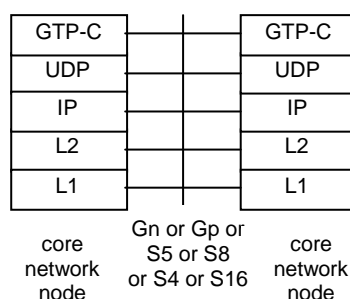 GTP-C
GTP-C
UDP
UDP
IP
IP
L2
L2
L1
L1
core
network
node
Gn or Gp or
S5 or S8
or S4 or S16
core
network
node